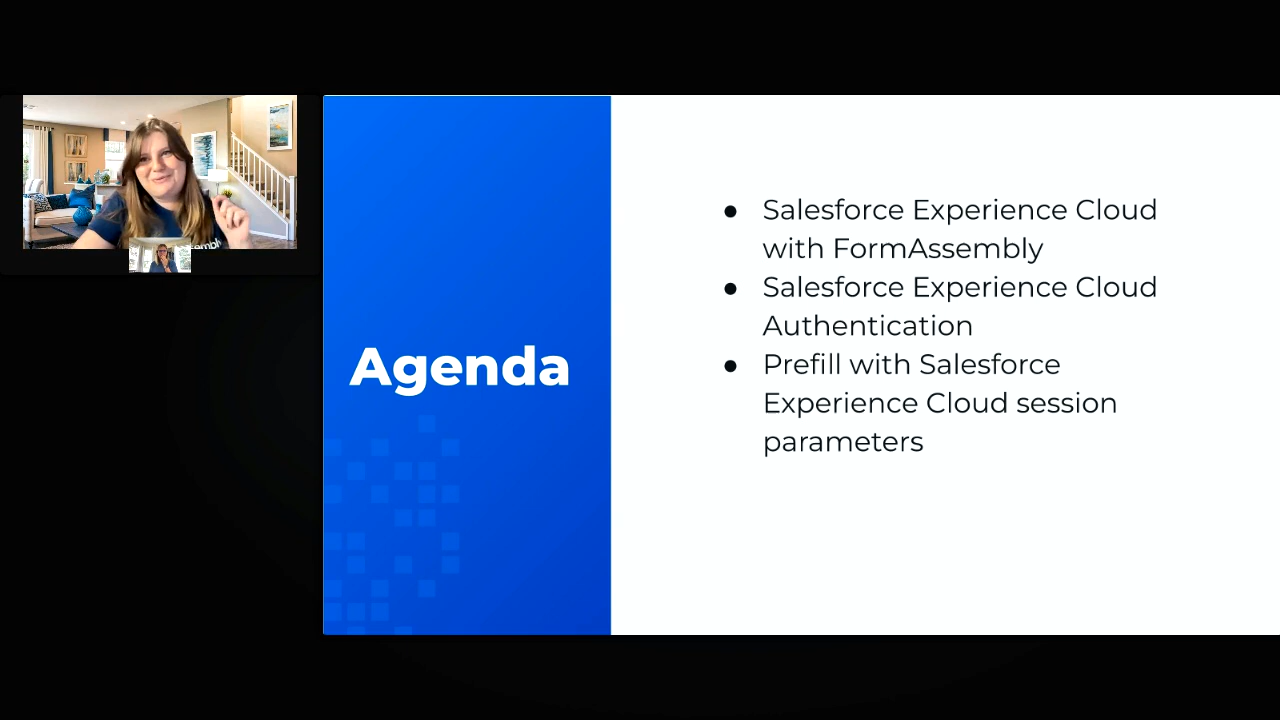 Agenda
● Salesforce Experience Cloud
with FormAssembly
● Salesforce Experience Cloud
Authentication
● Prefill with Salesforce
Experience Cloud session
parameters